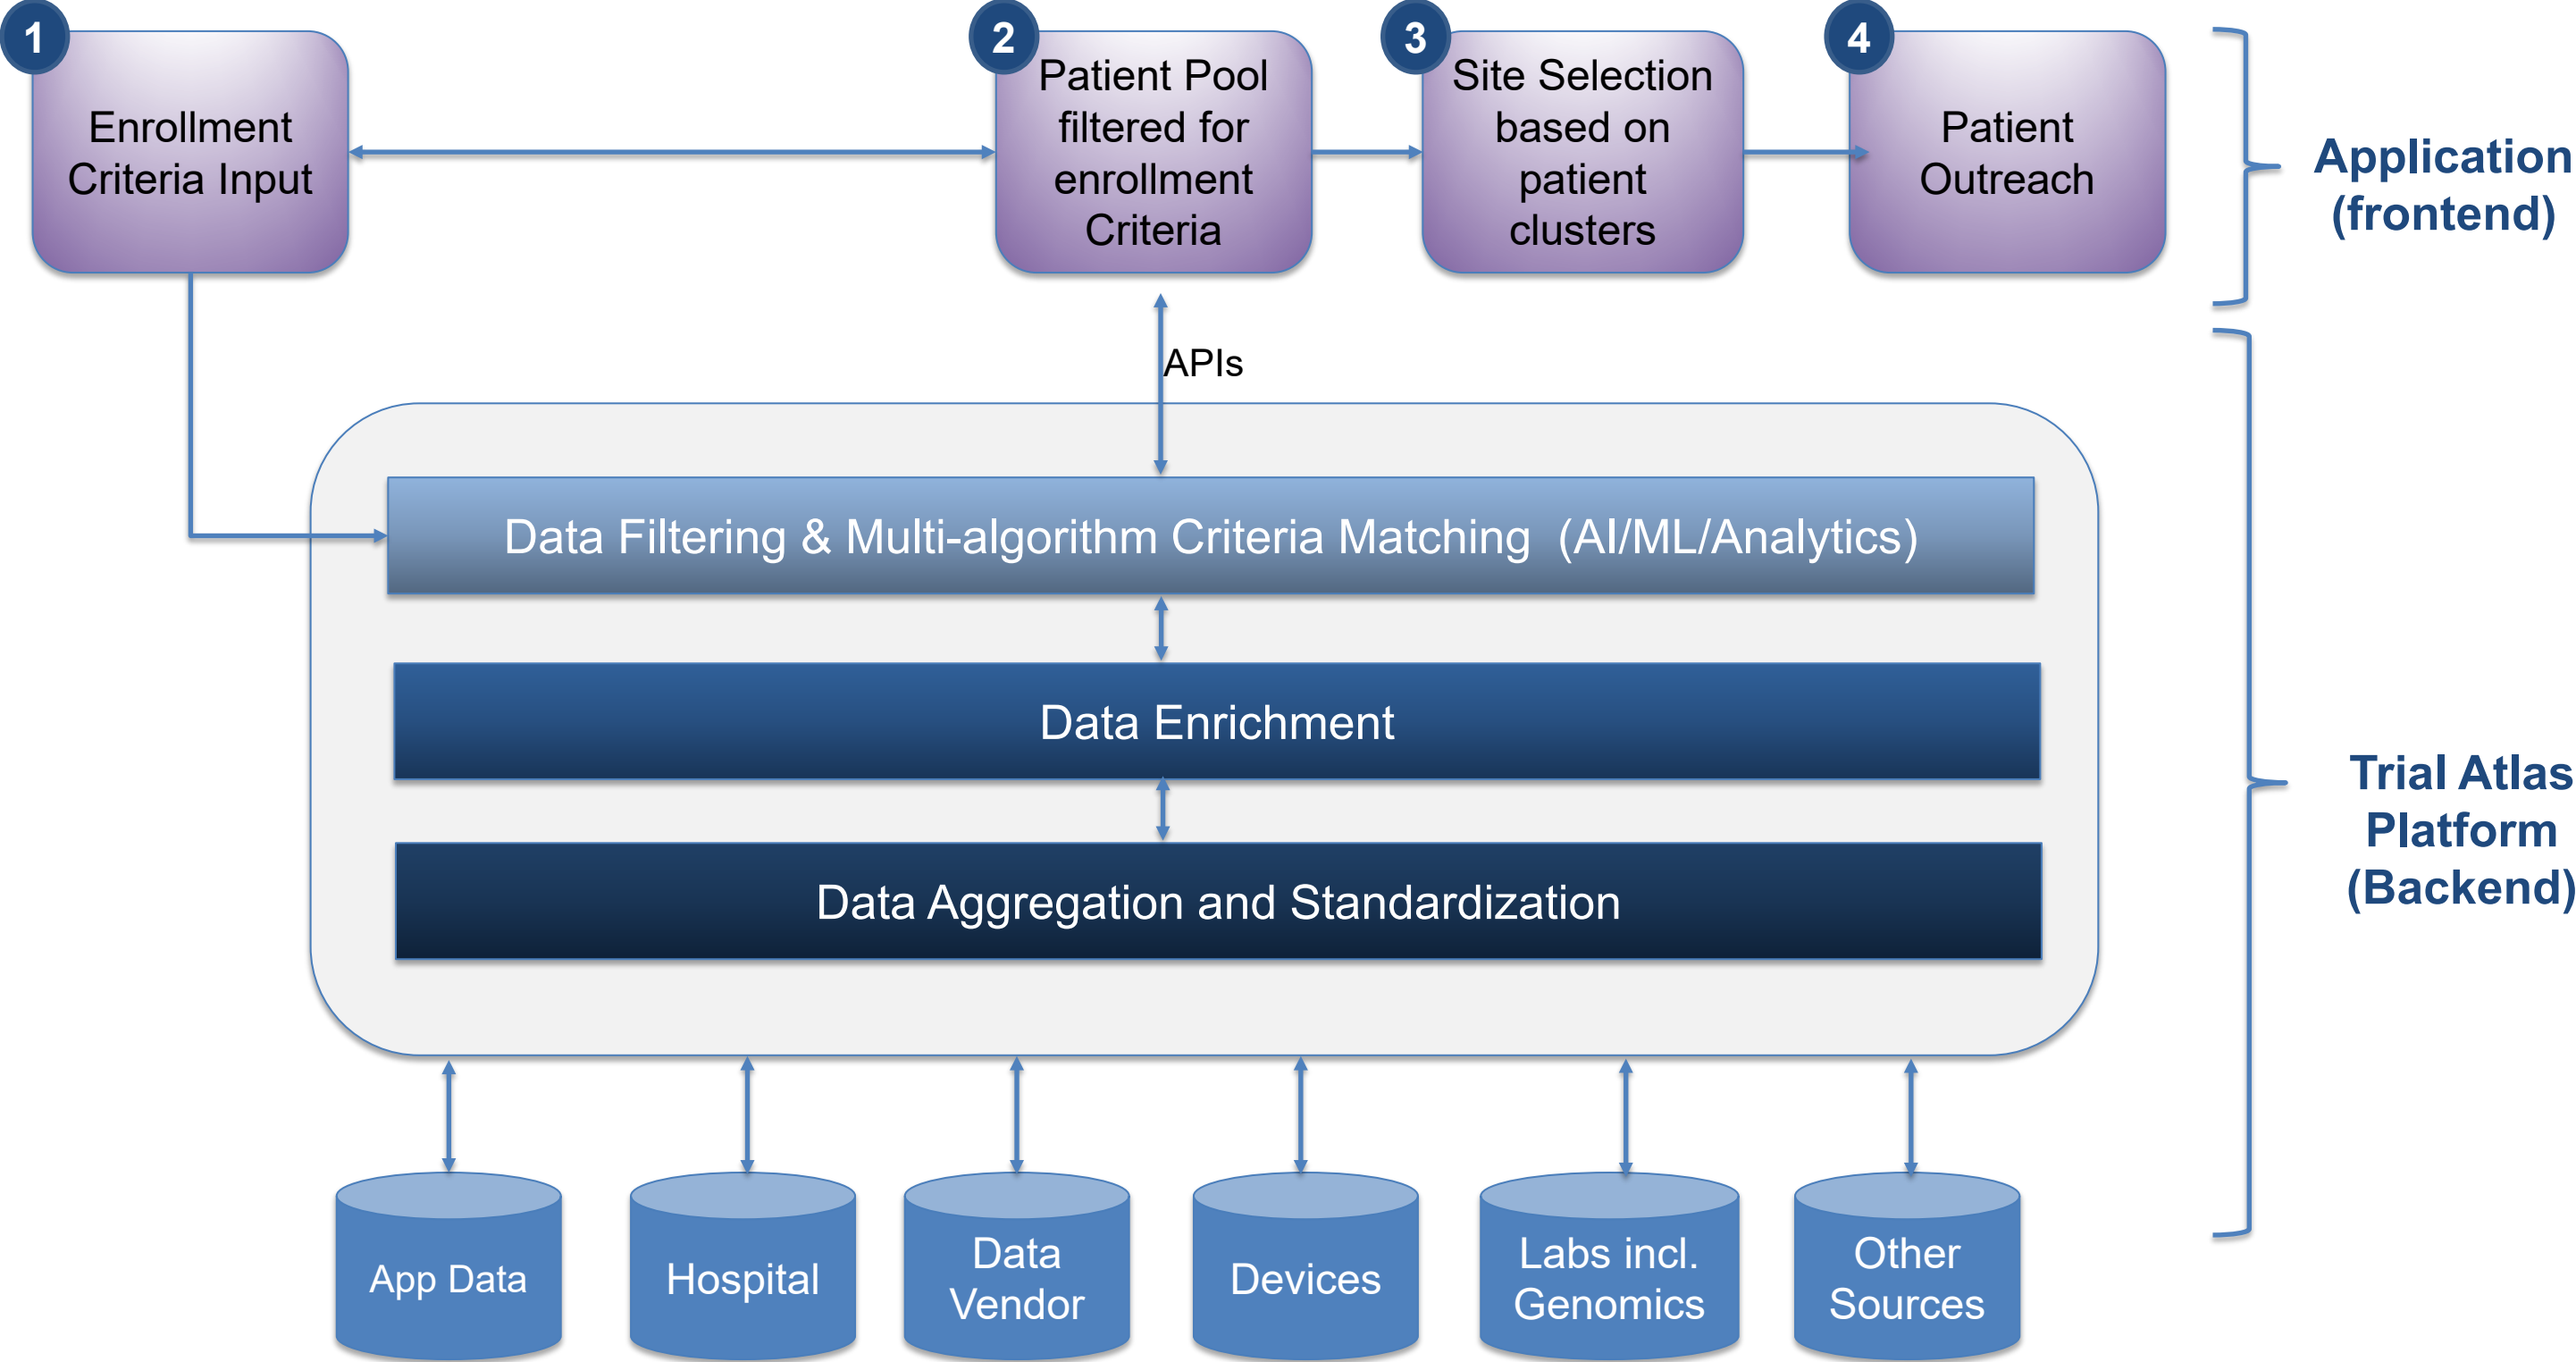 1
Enrollment
Criteria Input
2
Patient Pool
filtered for
enrollment
Criteria
3
Site Selection
based on
patient
clusters
4
Patient
Outreach
Application
(frontend)
APIs
Data Filtering & Multi-algorithm Criteria Matching (AI/ML/Analytics)
Data Enrichment
Data Aggregation and Standardization
Trial Atlas
Platform
(Backend)
App Data
Hospital
Data
Vendor
Devices
Labs incl.
Genomics
Other
Sources